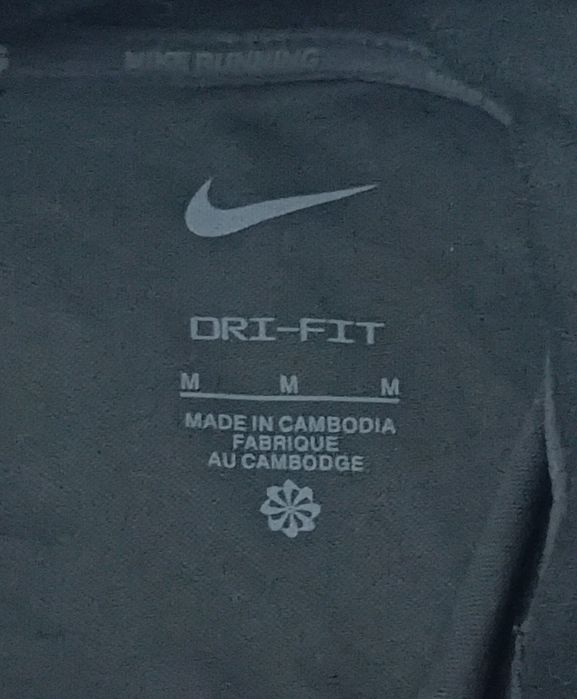 NIKE RUNNING
DRI-FIT
M M M
MADE IN CAMBODIA
FABRIQUE
AU CAMBODGE